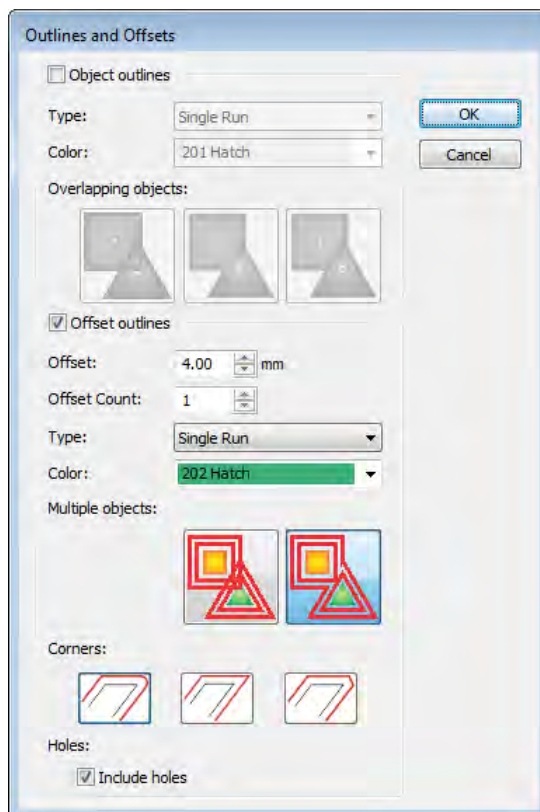 Outlines and Offsets
Object outlines
Type: Single Run
OK
Color: 201 Hatch
Cancel
Overlapping objects:
Offset outlines
Offset: 4.00 mm
Offset Count: 1
Type: Single Run
Color: 202 Hatch
Multiple objects:
Corners:
Holes:
Include holes